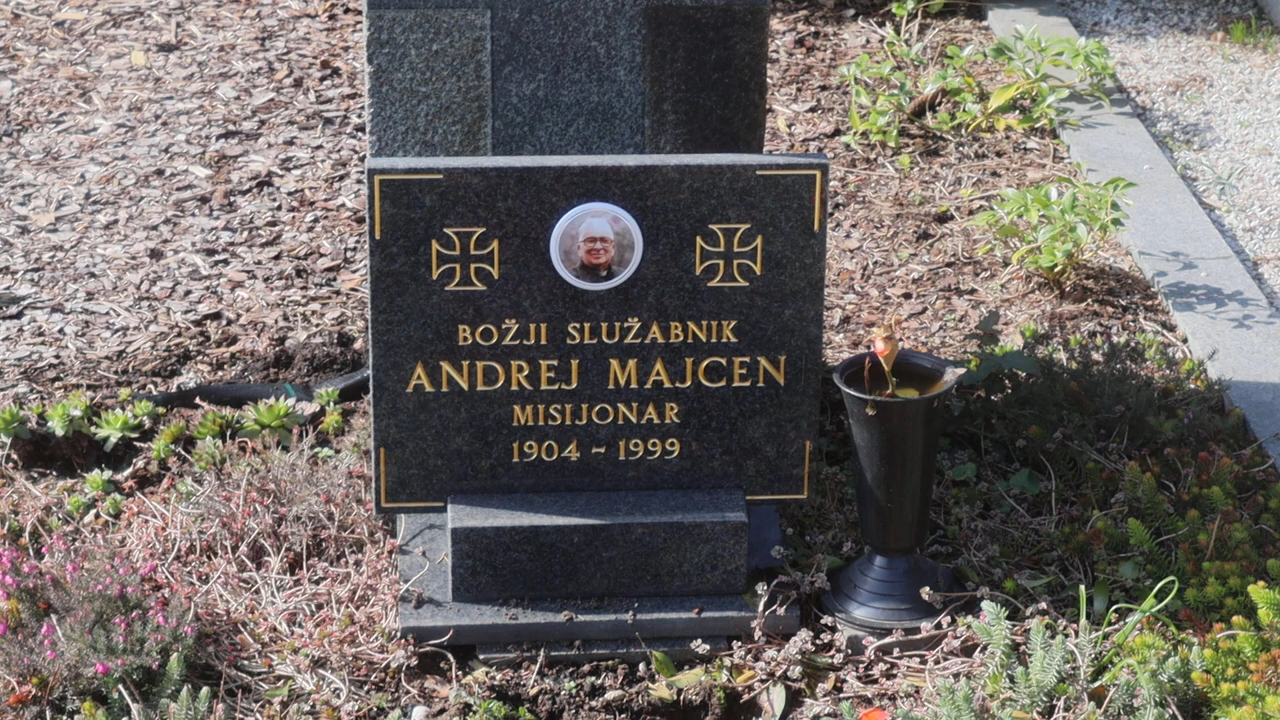 BOŽJI SLUŽABNIK
ANDREJ MAJCEN
MISIJONAR
1904 – 1999